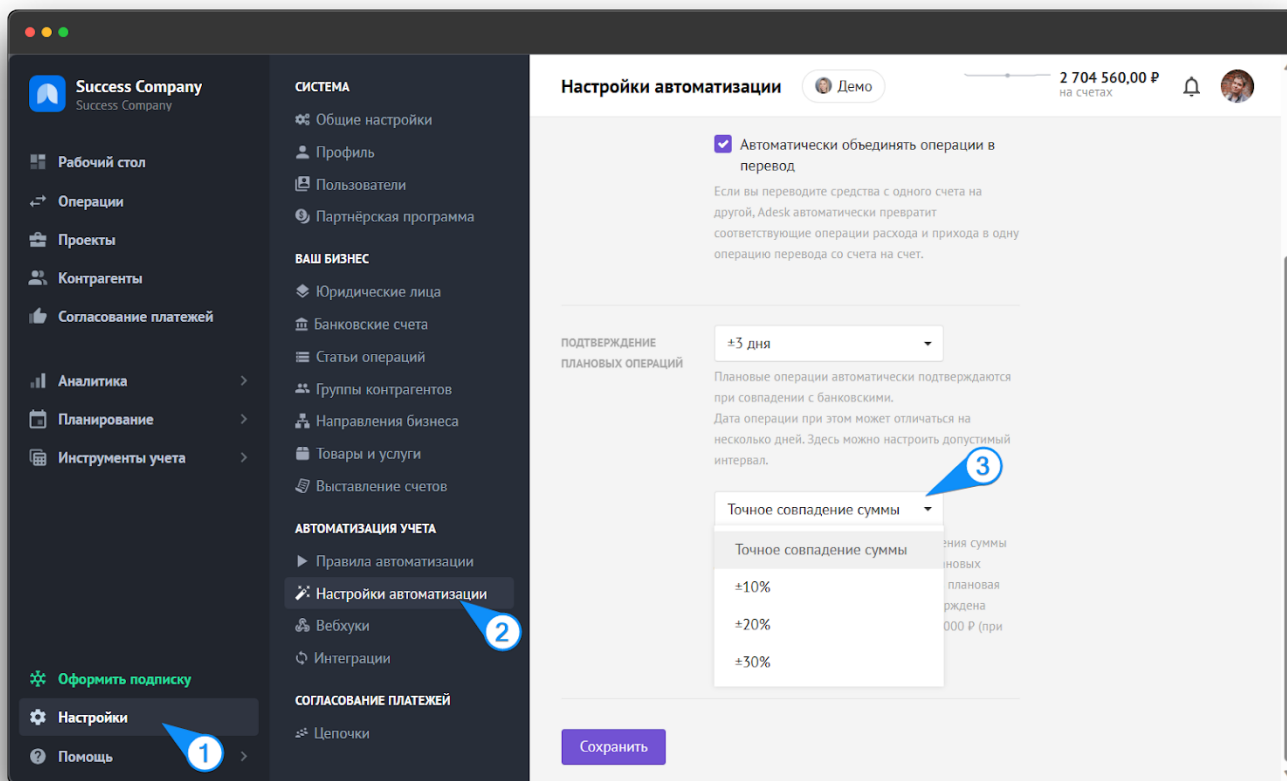 Success Company
Success Company
Рабочий стол
Операции
Проекты
Контрагенты
Согласование платежей
Аналитика
Планирование
Инструменты учета
Оформить подписку
Настройки
1
Помощь
СИСТЕМА
Общие настройки
Профиль
Пользователи
Партнёрская программа
ВАШ БИЗНЕС
Юридические лица
Банковские счета
Статьи операций
Группы контрагентов
Направления бизнеса
Товары и услуги
Выставление счетов
АВТОМАТИЗАЦИЯ УЧЕТА
Правила автоматизации
Настройки автоматизации
2
Вебхуки
Интеграции
СОГЛАСОВАНИЕ ПЛАТЕЖЕЙ
Цепочки
Настройки автоматизации
Демо
2 704 560,00 ₽
на счетах
Автоматически объединять операции в
перевод
Если вы переводите средства с одного счета на
другой, Adesk автоматически превратит
соответствующие операции расхода и прихода в одну
операцию перевода со счета на счет.
ПОДТВЕРЖДЕНИЕ
ПЛАНОВЫХ ОПЕРАЦИЙ
±3 дня
Плановые операции автоматически подтверждаются
при совпадении с банковскими.
Дата операции при этом может отличаться на
несколько дней. Здесь можно настроить допустимый
интервал.
3
Точное совпадение суммы
Точное совпадение суммы
суммы
±10%
плановая
±20%
000 ₽ (при
±30%
Сохранить